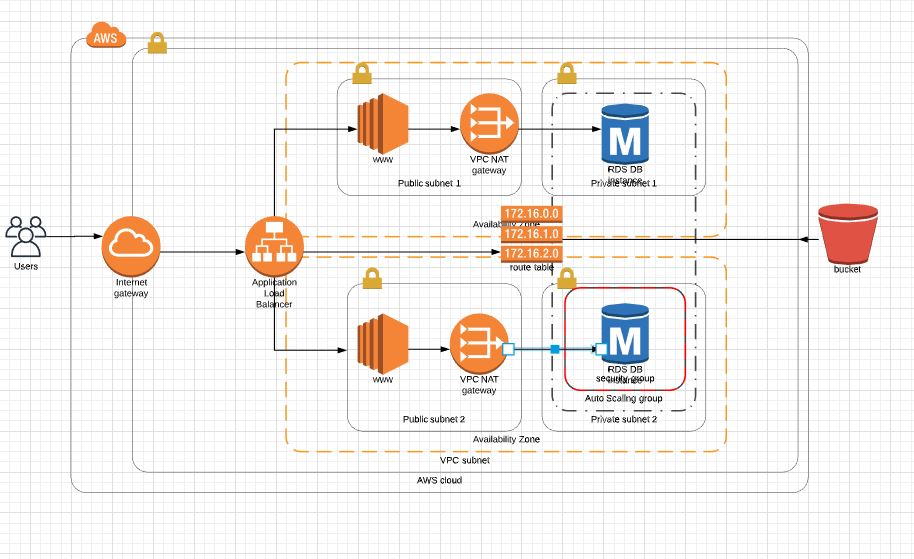 AWS
www
VPC NAT
gateway
M
RDS DB
instance
Public subnet 1
Private subnet 1
172.16.0.0
Availability Zone
172.16.1.0
172.16.2.0
route table
Users
Internet
gateway
Application
Load
Balancer
bucket
www
VPC NAT
gateway
M
RDS DB
instance
security group
Auto Scaling group
Public subnet 2
Private subnet 2
Availability Zone
VPC subnet
AWS cloud